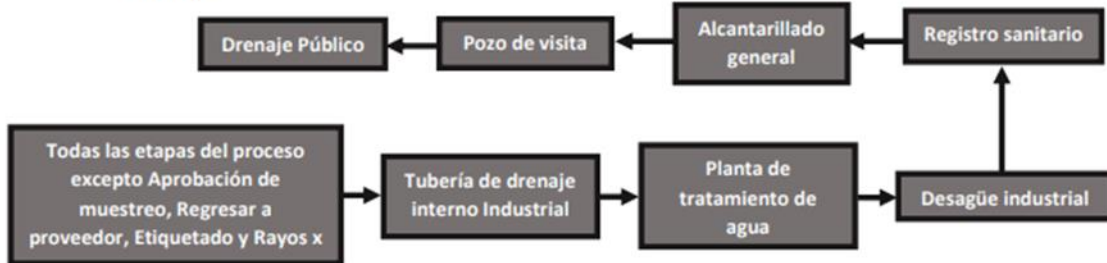 Drenaje Público
Pozo de visita
Alcantarillado
general
Registro sanitario
Todas las etapas del proceso
excepto Aprobación de
muestreo, Regresar a
proveedor, Etiquetado y Rayos x
Tubería de drenaje
interno Industrial
Planta de
tratamiento de
agua
Desagüe industrial